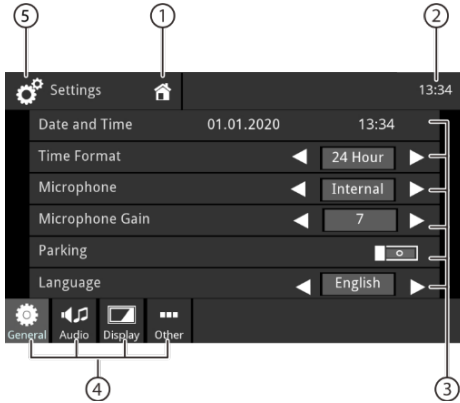 5 1 2
Settings 13:34
Date and Time 01.01.2020 13:34
Time Format 24 Hour
Microphone Internal
Microphone Gain 7
Parking
Language English
General Audio Display Other
4 3